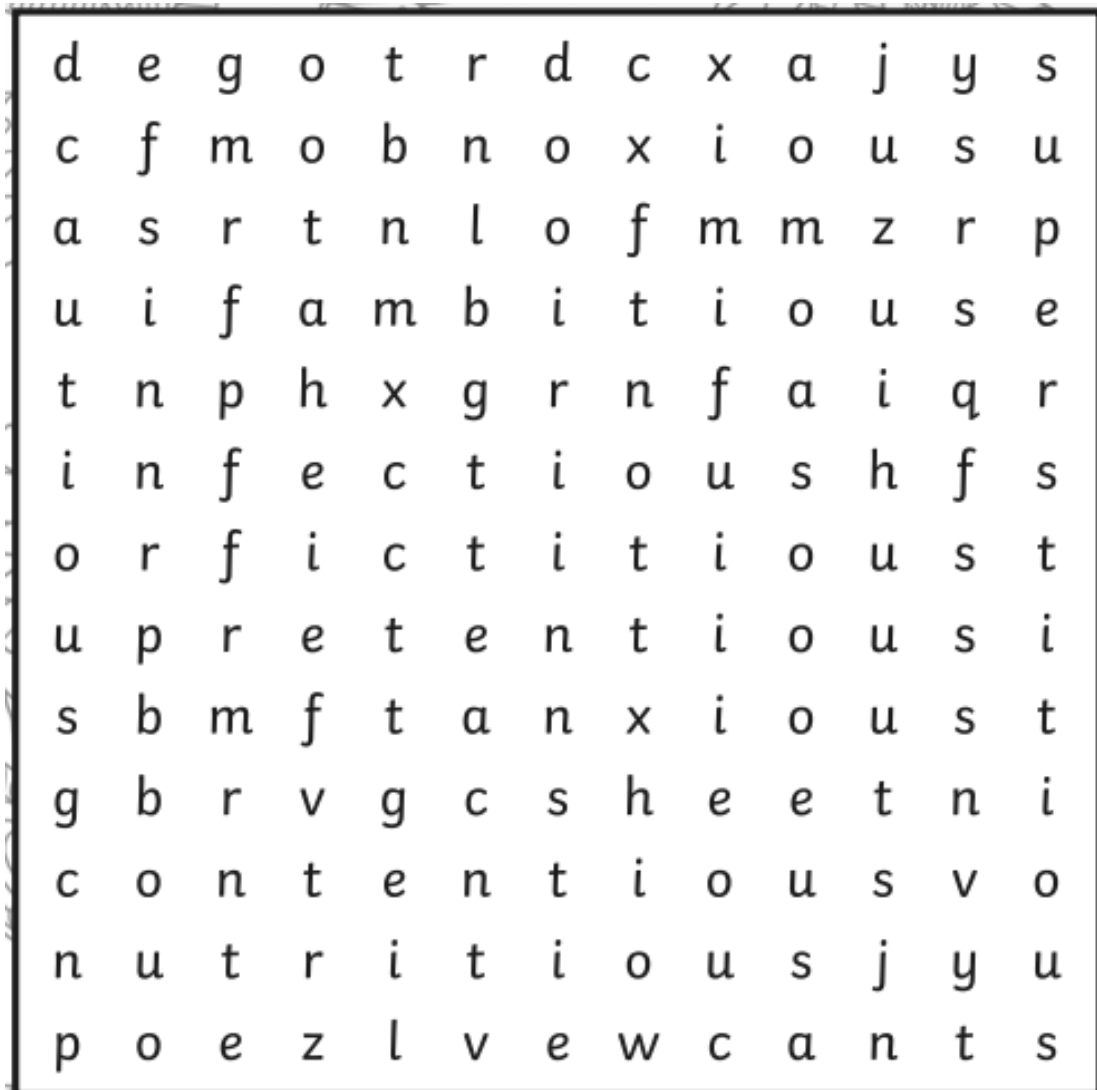 d e g o t r d c x a j y s
c f m o b n o x i o u s u
a s r t n l o f m m z r p
u i f a m b i t i o u s e
t n p h x g r n f a i q r
i n f e c t i o u s h f s
o r f i c t i t i o u s t
u p r e t e n t i o u s i
s b m f t a n x i o u s t
g b r v g c s h e e t n i
c o n t e n t i o u s v o
n u t r i t i o u s j y u
p o e z l v e w c a n t s